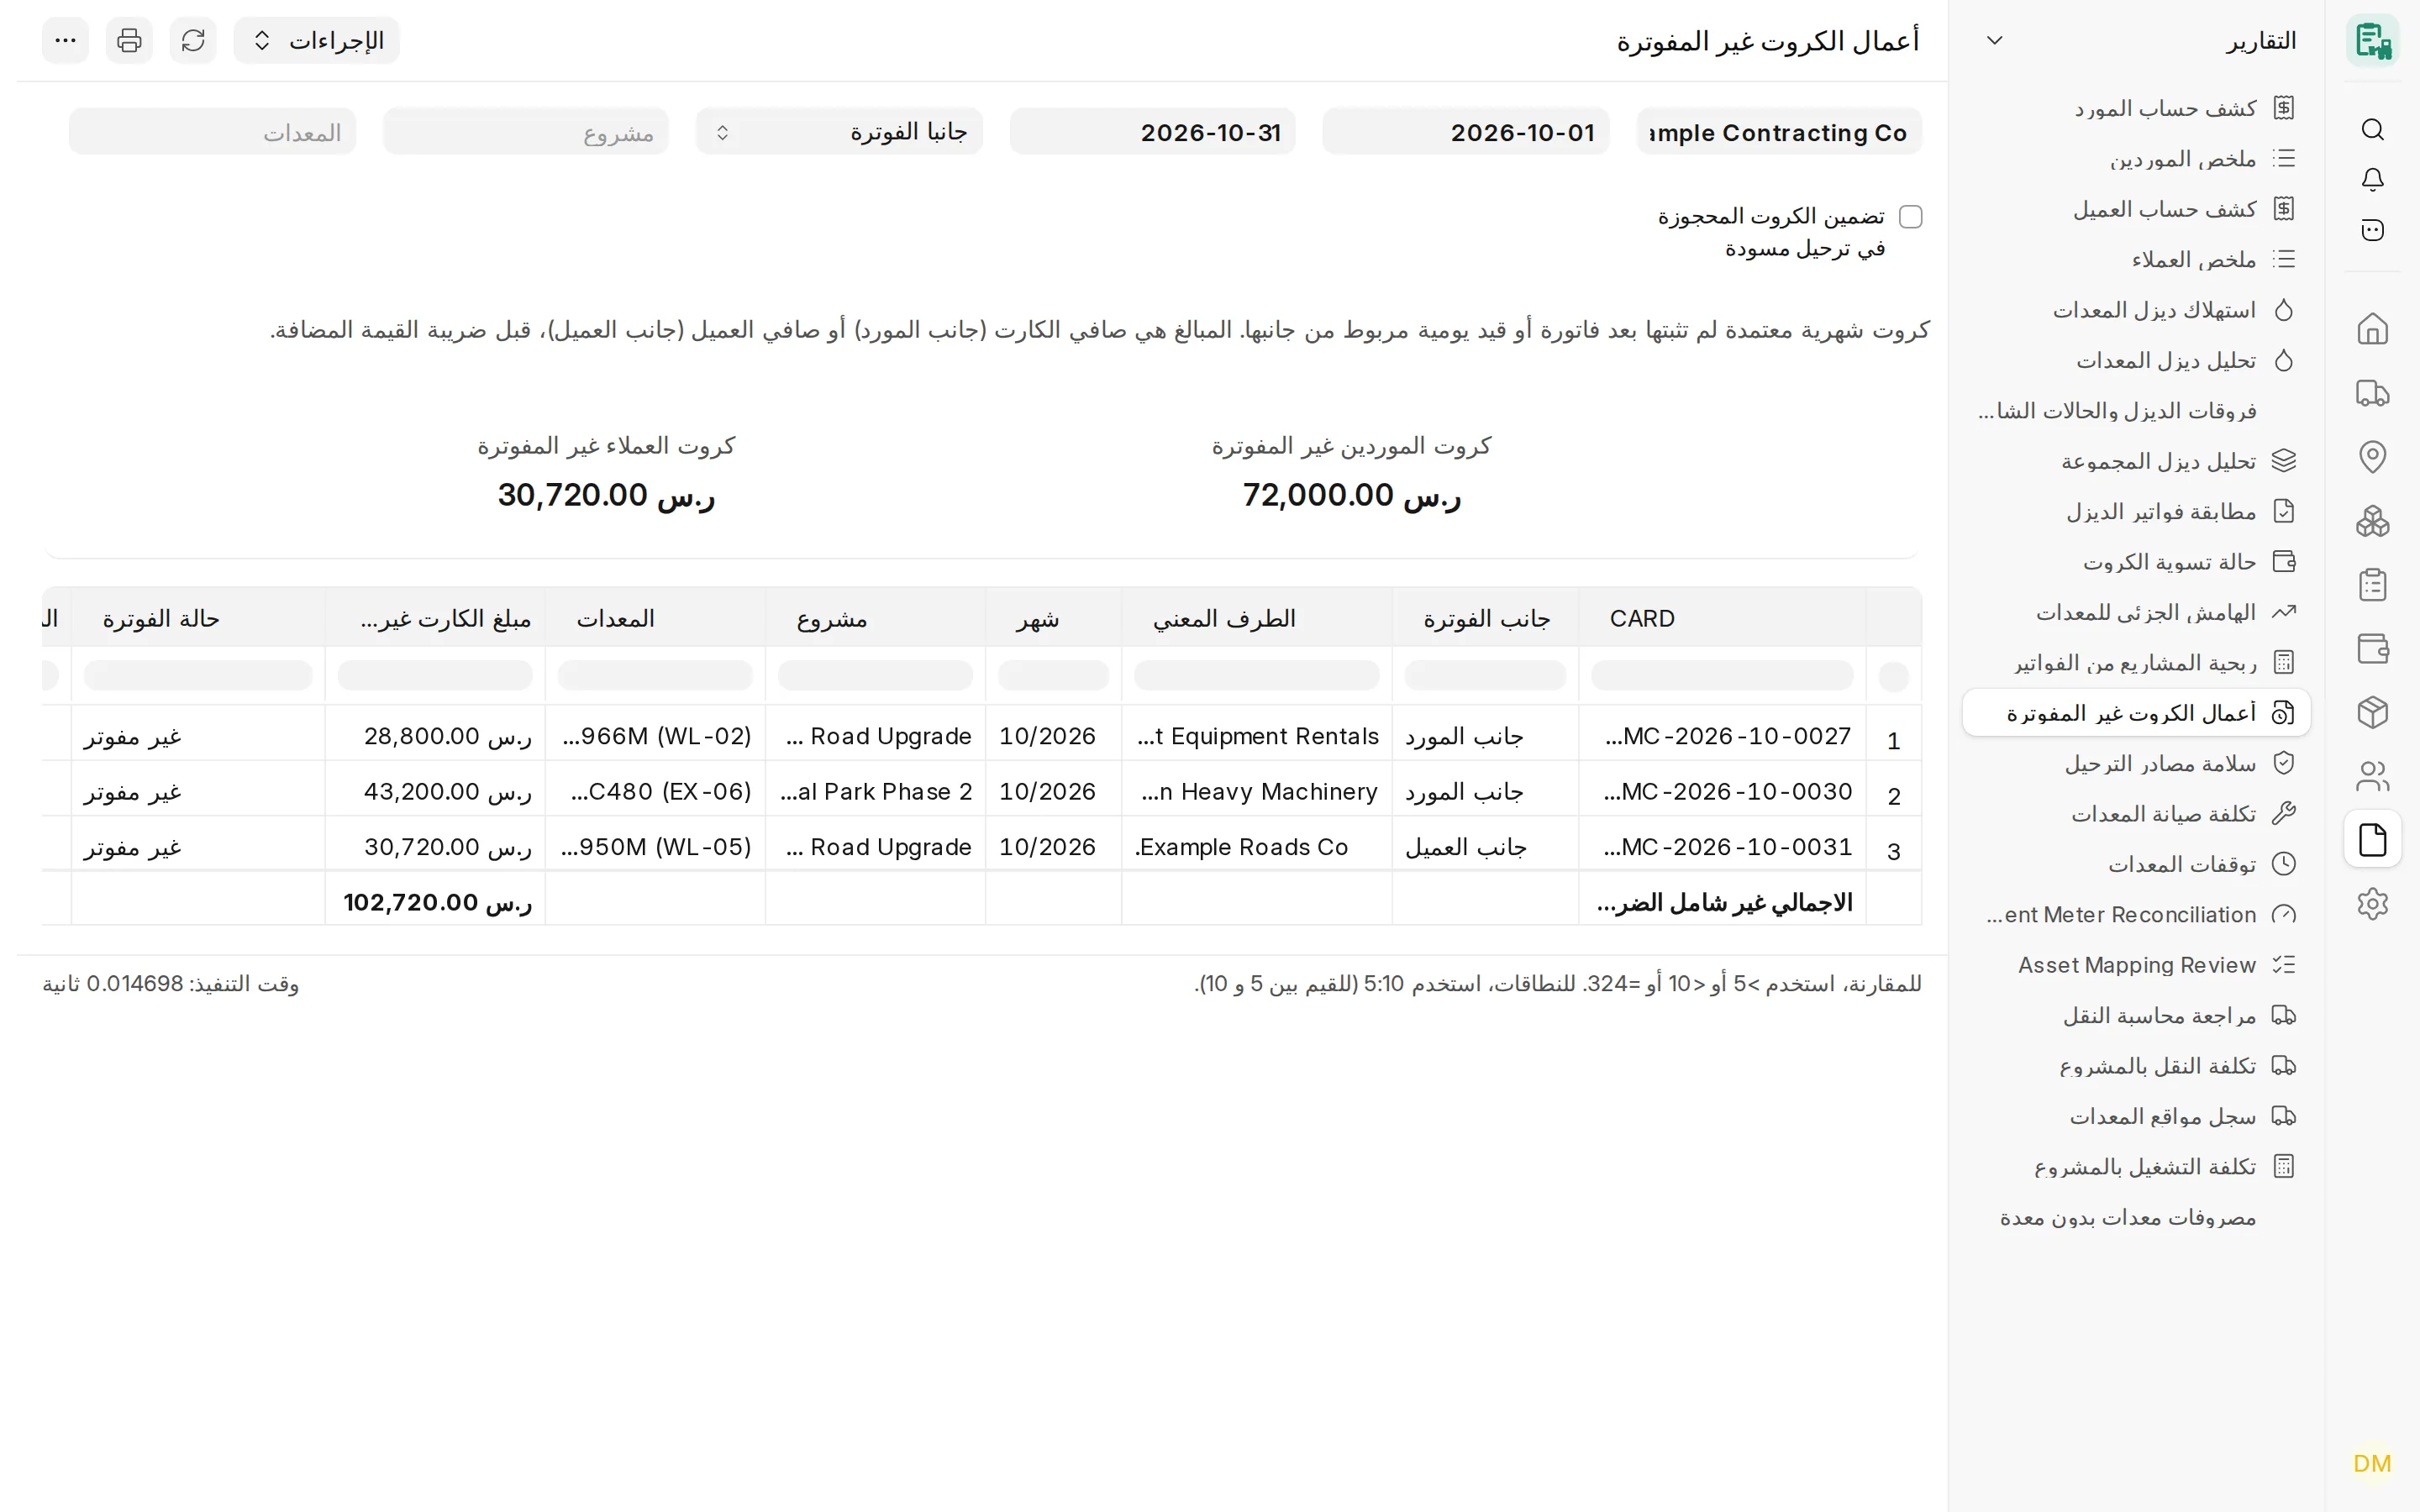 التقارير
كشف حساب المورد
ملخص الموردين
كشف حساب العميل
ملخص العملاء
استهلاك ديزل المعدات
تحليل ديزل المعدات
فروقات الديزل والحالات الشا...
تحليل ديزل المجموعة
مطابقة فواتير الديزل
حالة تسوية الكروت
الهامش الجزئي للمعدات
ربحية المشاريع من الفواتير
أعمال الكروت غير المفوترة
سلامة مصادر الترحيل
تكلفة صيانة المعدات
توقفات المعدات
...ent Meter Reconciliation
Asset Mapping Review
مراجعة محاسبة النقل
تكلفة النقل بالمشروع
سجل مواقع المعدات
تكلفة التشغيل بالمشروع
مصروفات معدات بدون معدة
DM
أعمال الكروت غير المفوترة
الإجراءات
ample Contracting Co
2026-10-01
2026-10-31
جانبا الفوترة
مشروع
المعدات
تضمين الكروت المحجوزة
في ترحيل مسودة
كروت شهرية معتمدة لم تثبتها بعد فاتورة أو قيد يومية مربوط من جانبها. المبالغ هي صافي الكارت (جانب المورد) أو صافي العميل (جانب العميل)، قبل ضريبة القيمة المضافة.
كروت الموردين غير المفوترة
ر.س 72,000.00
كروت العملاء غير المفوترة
ر.س 30,720.00
CARD جانب الفوترة الطرف المعني شهر مشروع المعدات مبلغ الكارت غير... حالة الفوترة ال
1 MC-2026-10-0027... جانب المورد ...t Equipment Rentals 10/2026 ... Road Upgrade ...966M (WL-02) ر.س 28,800.00 غير مفوتر
2 MC-2026-10-0030... جانب المورد ...n Heavy Machinery 10/2026 ...al Park Phase 2 ...C480 (EX-06) ر.س 43,200.00 غير مفوتر
3 MC-2026-10-0031... جانب العميل Example Roads Co. 10/2026 ... Road Upgrade ...950M (WL-05) ر.س 30,720.00 غير مفوتر
الاجمالي غير شامل الضر... ر.س 102,720.00
للمقارنة، استخدم >5 أو <10 أو =324. للنطاقات، استخدم 5:10 (للقيم بين 5 و 10).
وقت التنفيذ: 0.014698 ثانية